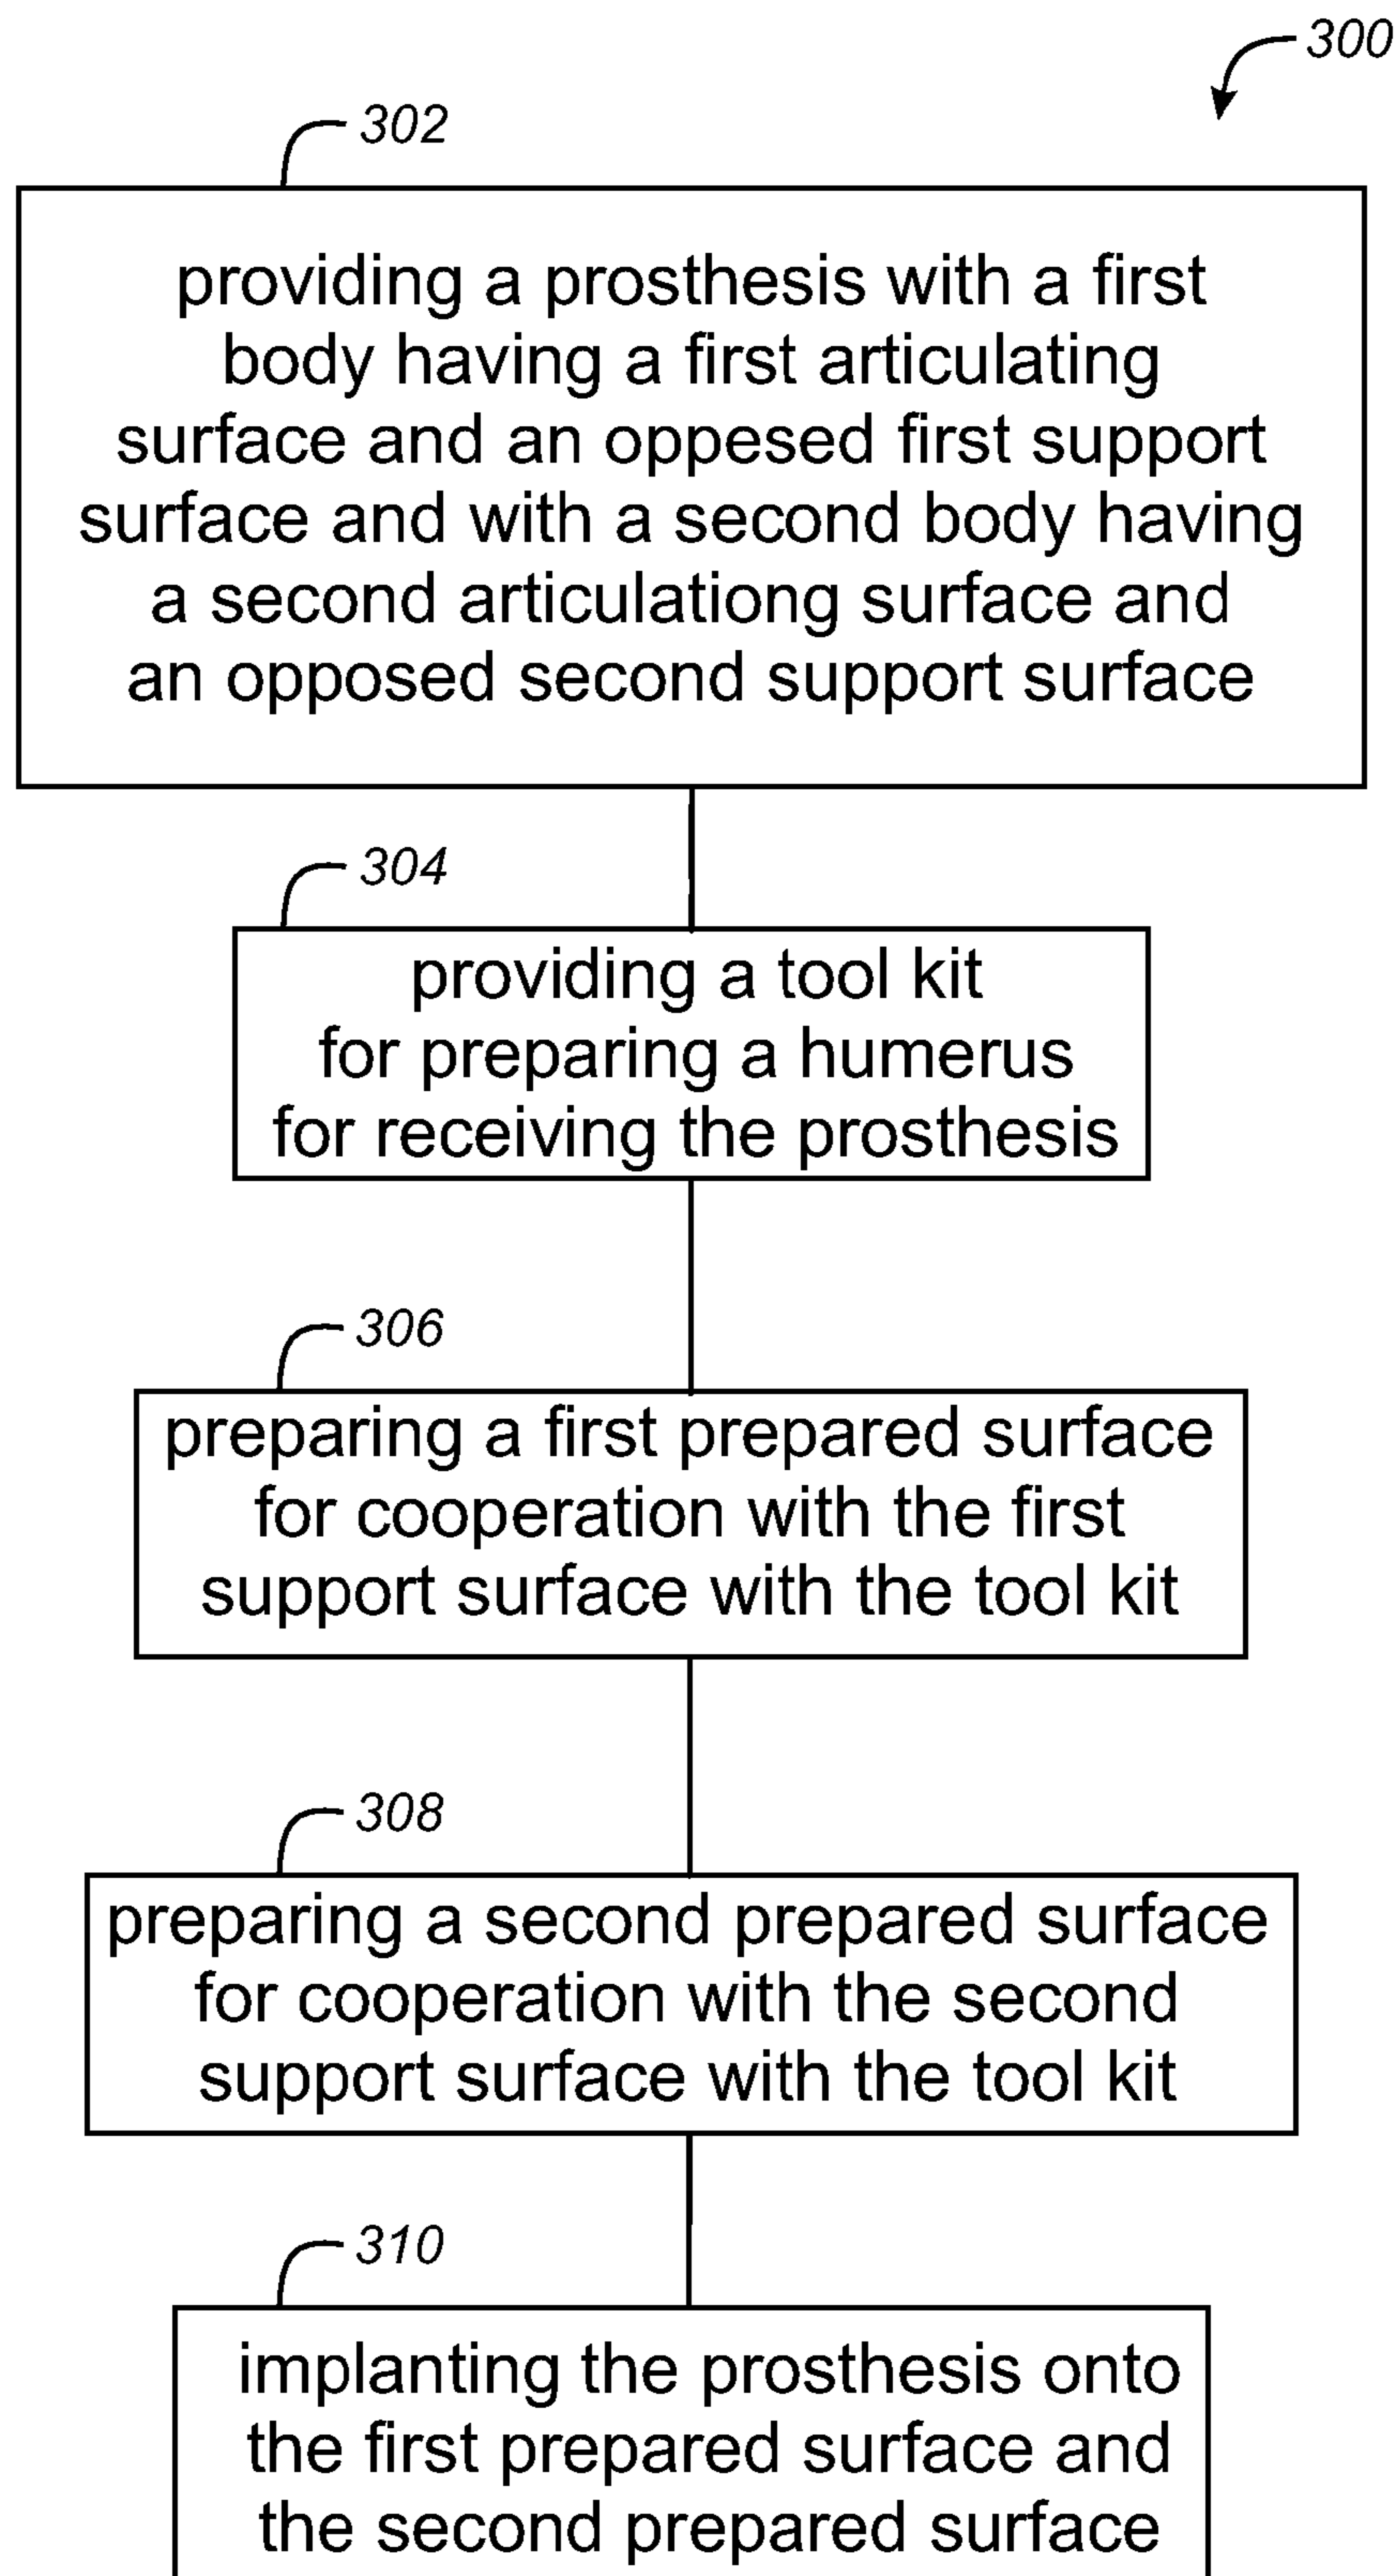 300
302
providing a prosthesis with a first
body having a first articulating
surface and an oppesed first support
surface and with a second body having
a second articulationg surface and
an opposed second support surface
304
providing a tool kit
for preparing a humerus
for receiving the prosthesis
306
preparing a first prepared surface
for cooperation with the first
support surface with the tool kit
308
preparing a second prepared surface
for cooperation with the second
support surface with the tool kit
310
implanting the prosthesis onto
the first prepared surface and
the second prepared surface